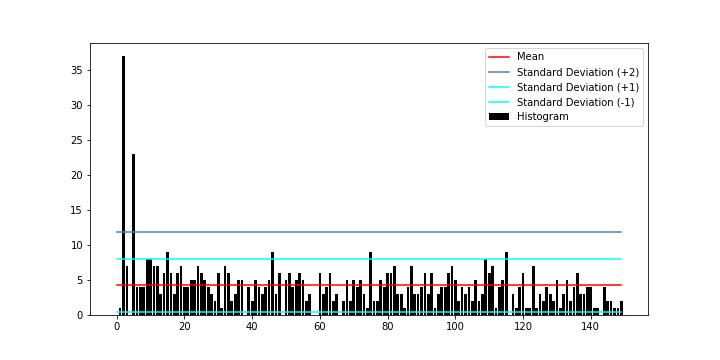 Mean
Standard Deviation (+2)
Standard Deviation (+1)
Standard Deviation (-1)
Histogram
35
30
25
20
15
10
5
0
0 20 40 60 80 100 120 140